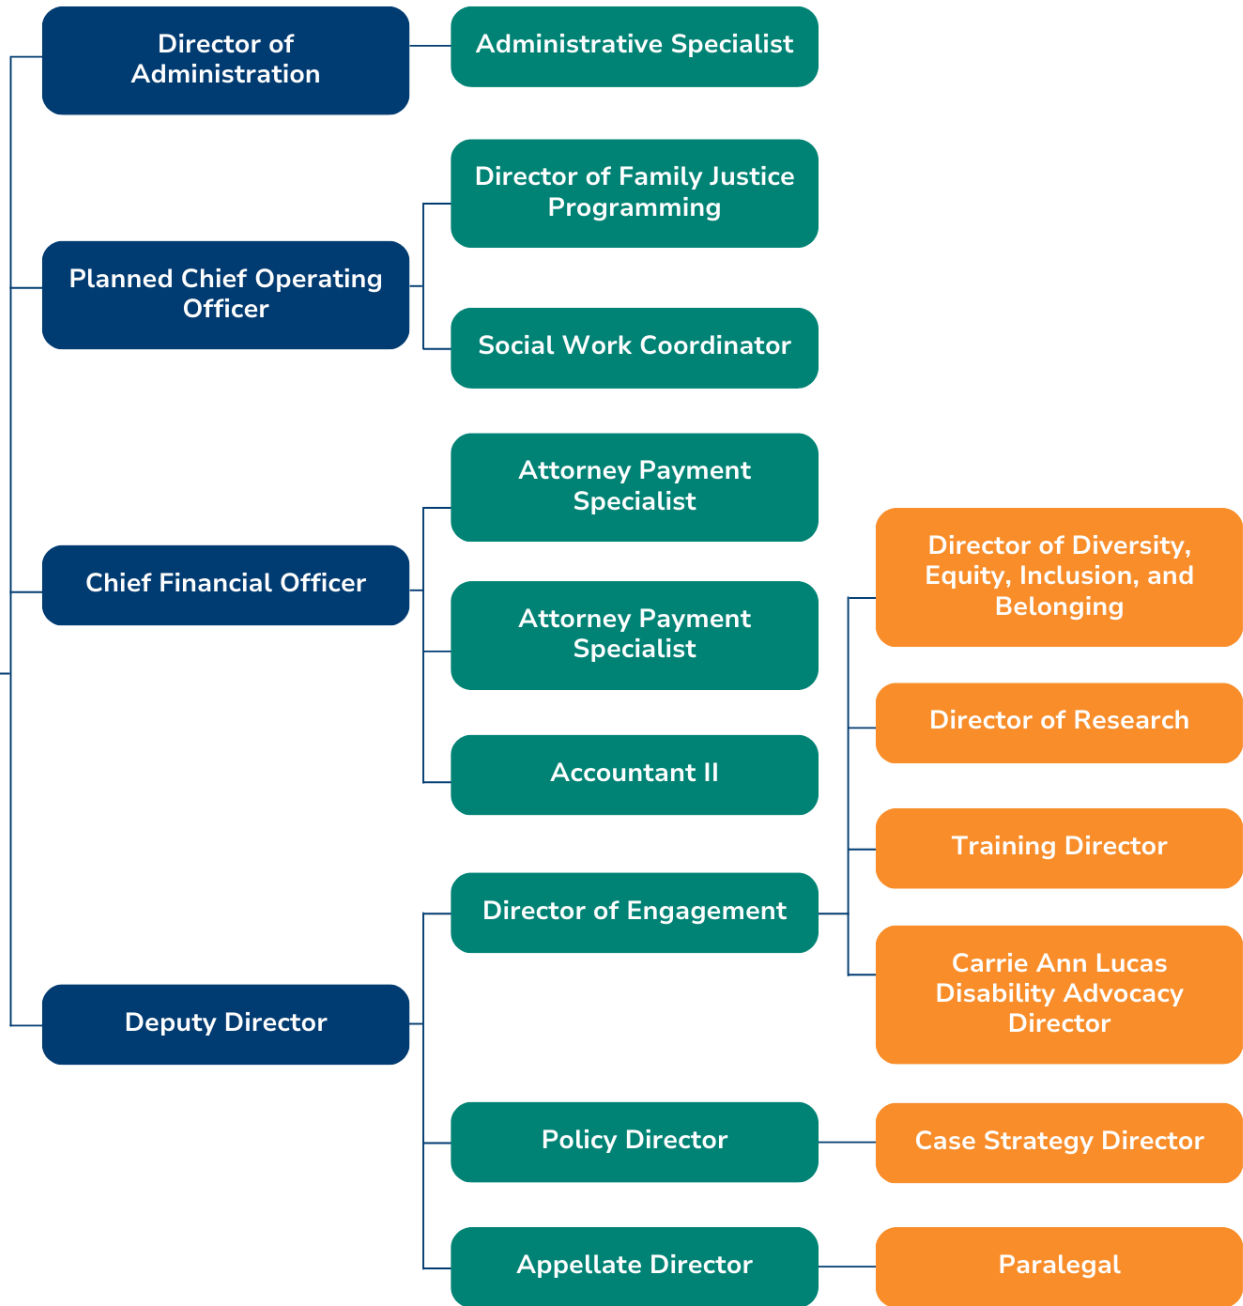 Director of
Administration
Administrative Specialist
Planned Chief Operating
Officer
Director of Family Justice
Programming
Social Work Coordinator
Chief Financial Officer
Attorney Payment
Specialist
Attorney Payment
Specialist
Accountant II
Deputy Director
Director of Engagement
Director of Diversity,
Equity, Inclusion, and
Belonging
Director of Research
Training Director
Carrie Ann Lucas
Disability Advocacy
Director
Policy Director
Case Strategy Director
Appellate Director
Paralegal